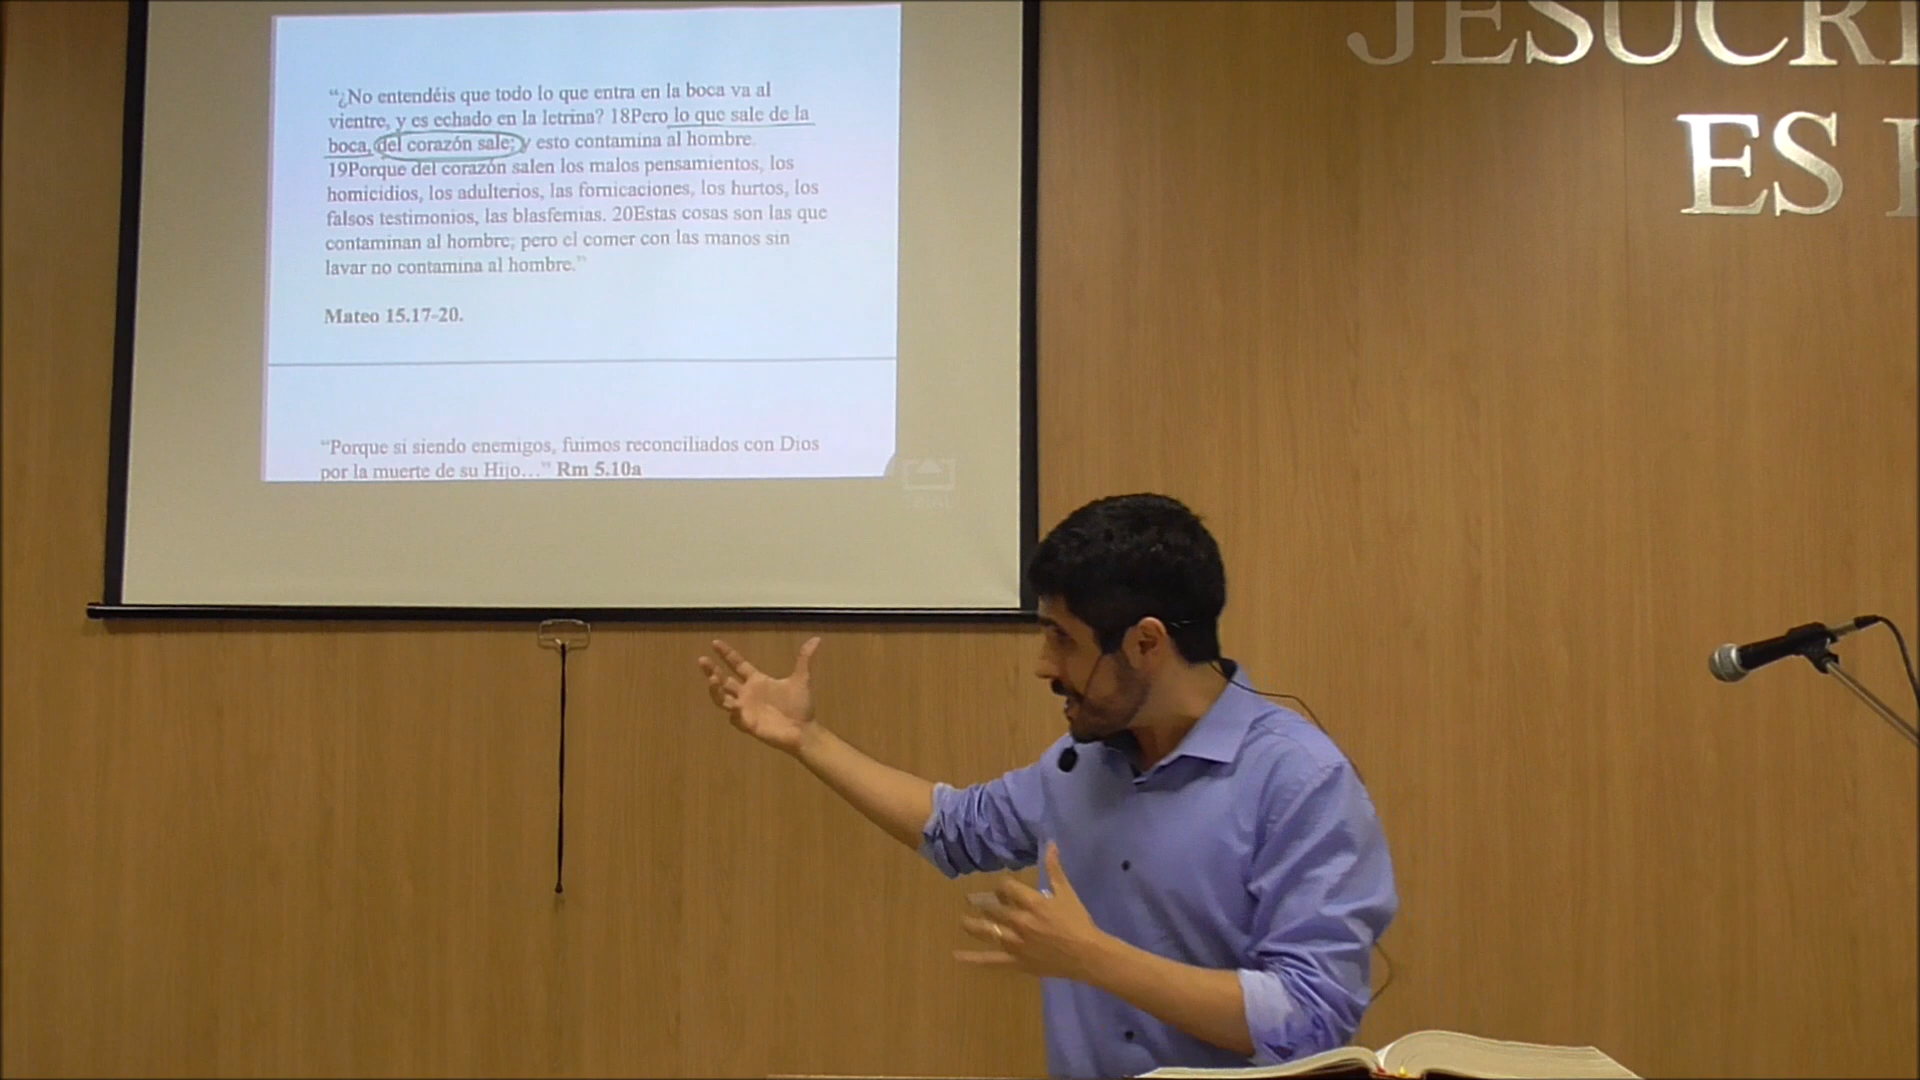 “¿No entendéis que todo lo que entra en la boca va al
vientre, y es echado en la letrina? 18Pero lo que sale de la
boca, del corazón sale; y esto contamina al hombre.
19Porque del corazón salen los malos pensamientos, los
homicidios, los adulterios, las fornicaciones, los hurtos, los
falsos testimonios, las blasfemias. 20Estas cosas son las que
contaminan al hombre; pero el comer con las manos sin
lavar no contamina al hombre.”
Mateo 15.17-20.
“Porque si siendo enemigos, fuimos reconciliados con Dios
por la muerte de su Hijo…” Rm 5.10a
JESUCRI
ES